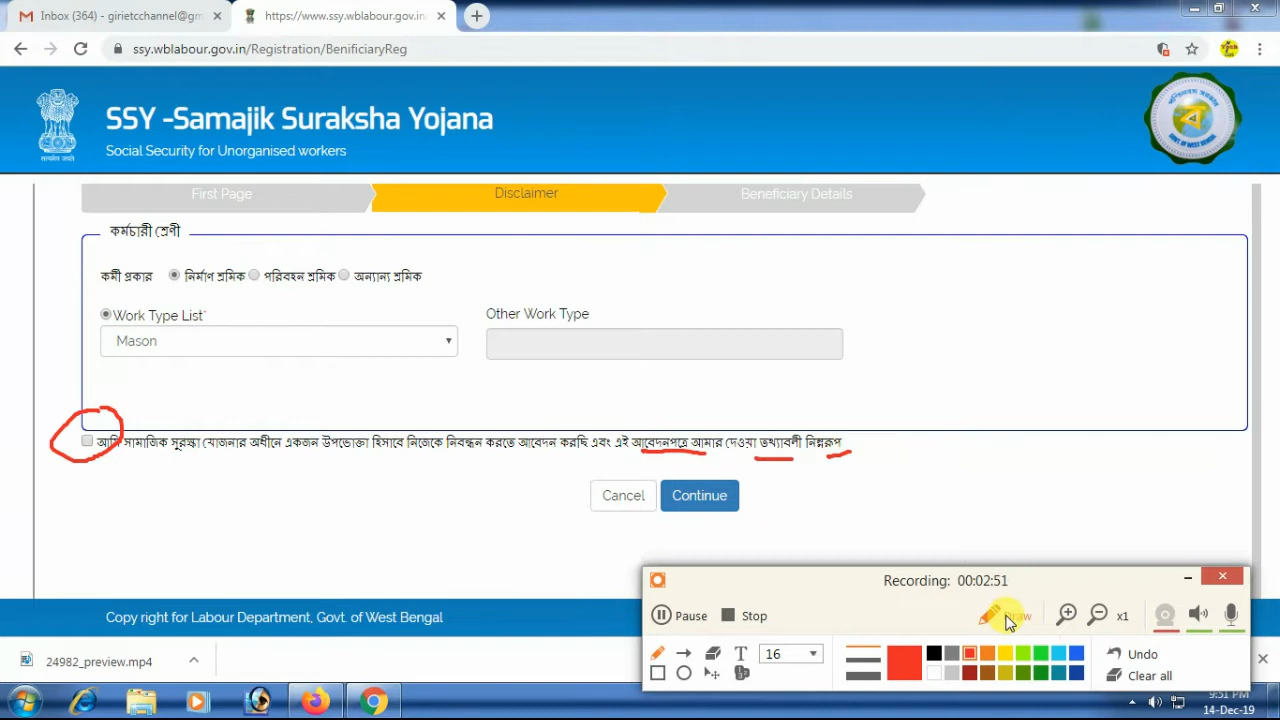 Inbox (364) - girietcchannel@gm
https://www.ssy.wblabour.gov.in
ssy.wblabour.gov.in/Registration/BenificiaryReg
SSY -Samajik Suraksha Yojana
Social Security for Unorganised workers
First Page
Disclaimer
Beneficiary Details
কর্মচারী শ্রেণী
কর্মী প্রকার নির্মাণ শ্রমিক পরিবহন শ্রমিক অন্যান্য শ্রমিক
Work Type List*
Other Work Type
Mason
আমি সামাজিক সুরক্ষা যোজনার অধীনে একজন উপভোক্তা হিসাবে নিজেকে নিবন্ধন করতে আবেদন করছি এবং এই আবেদনপত্রে আমার দেওয়া তথ্যাবলী নিম্নরূপ
Cancel
Continue
Recording: 00:02:51
Pause
Stop
Draw
x1
T
16
Undo
Clear all
Copy right for Labour Department, Govt. of West Bengal
24982_preview.mp4
9:51 PM
14-Dec-19